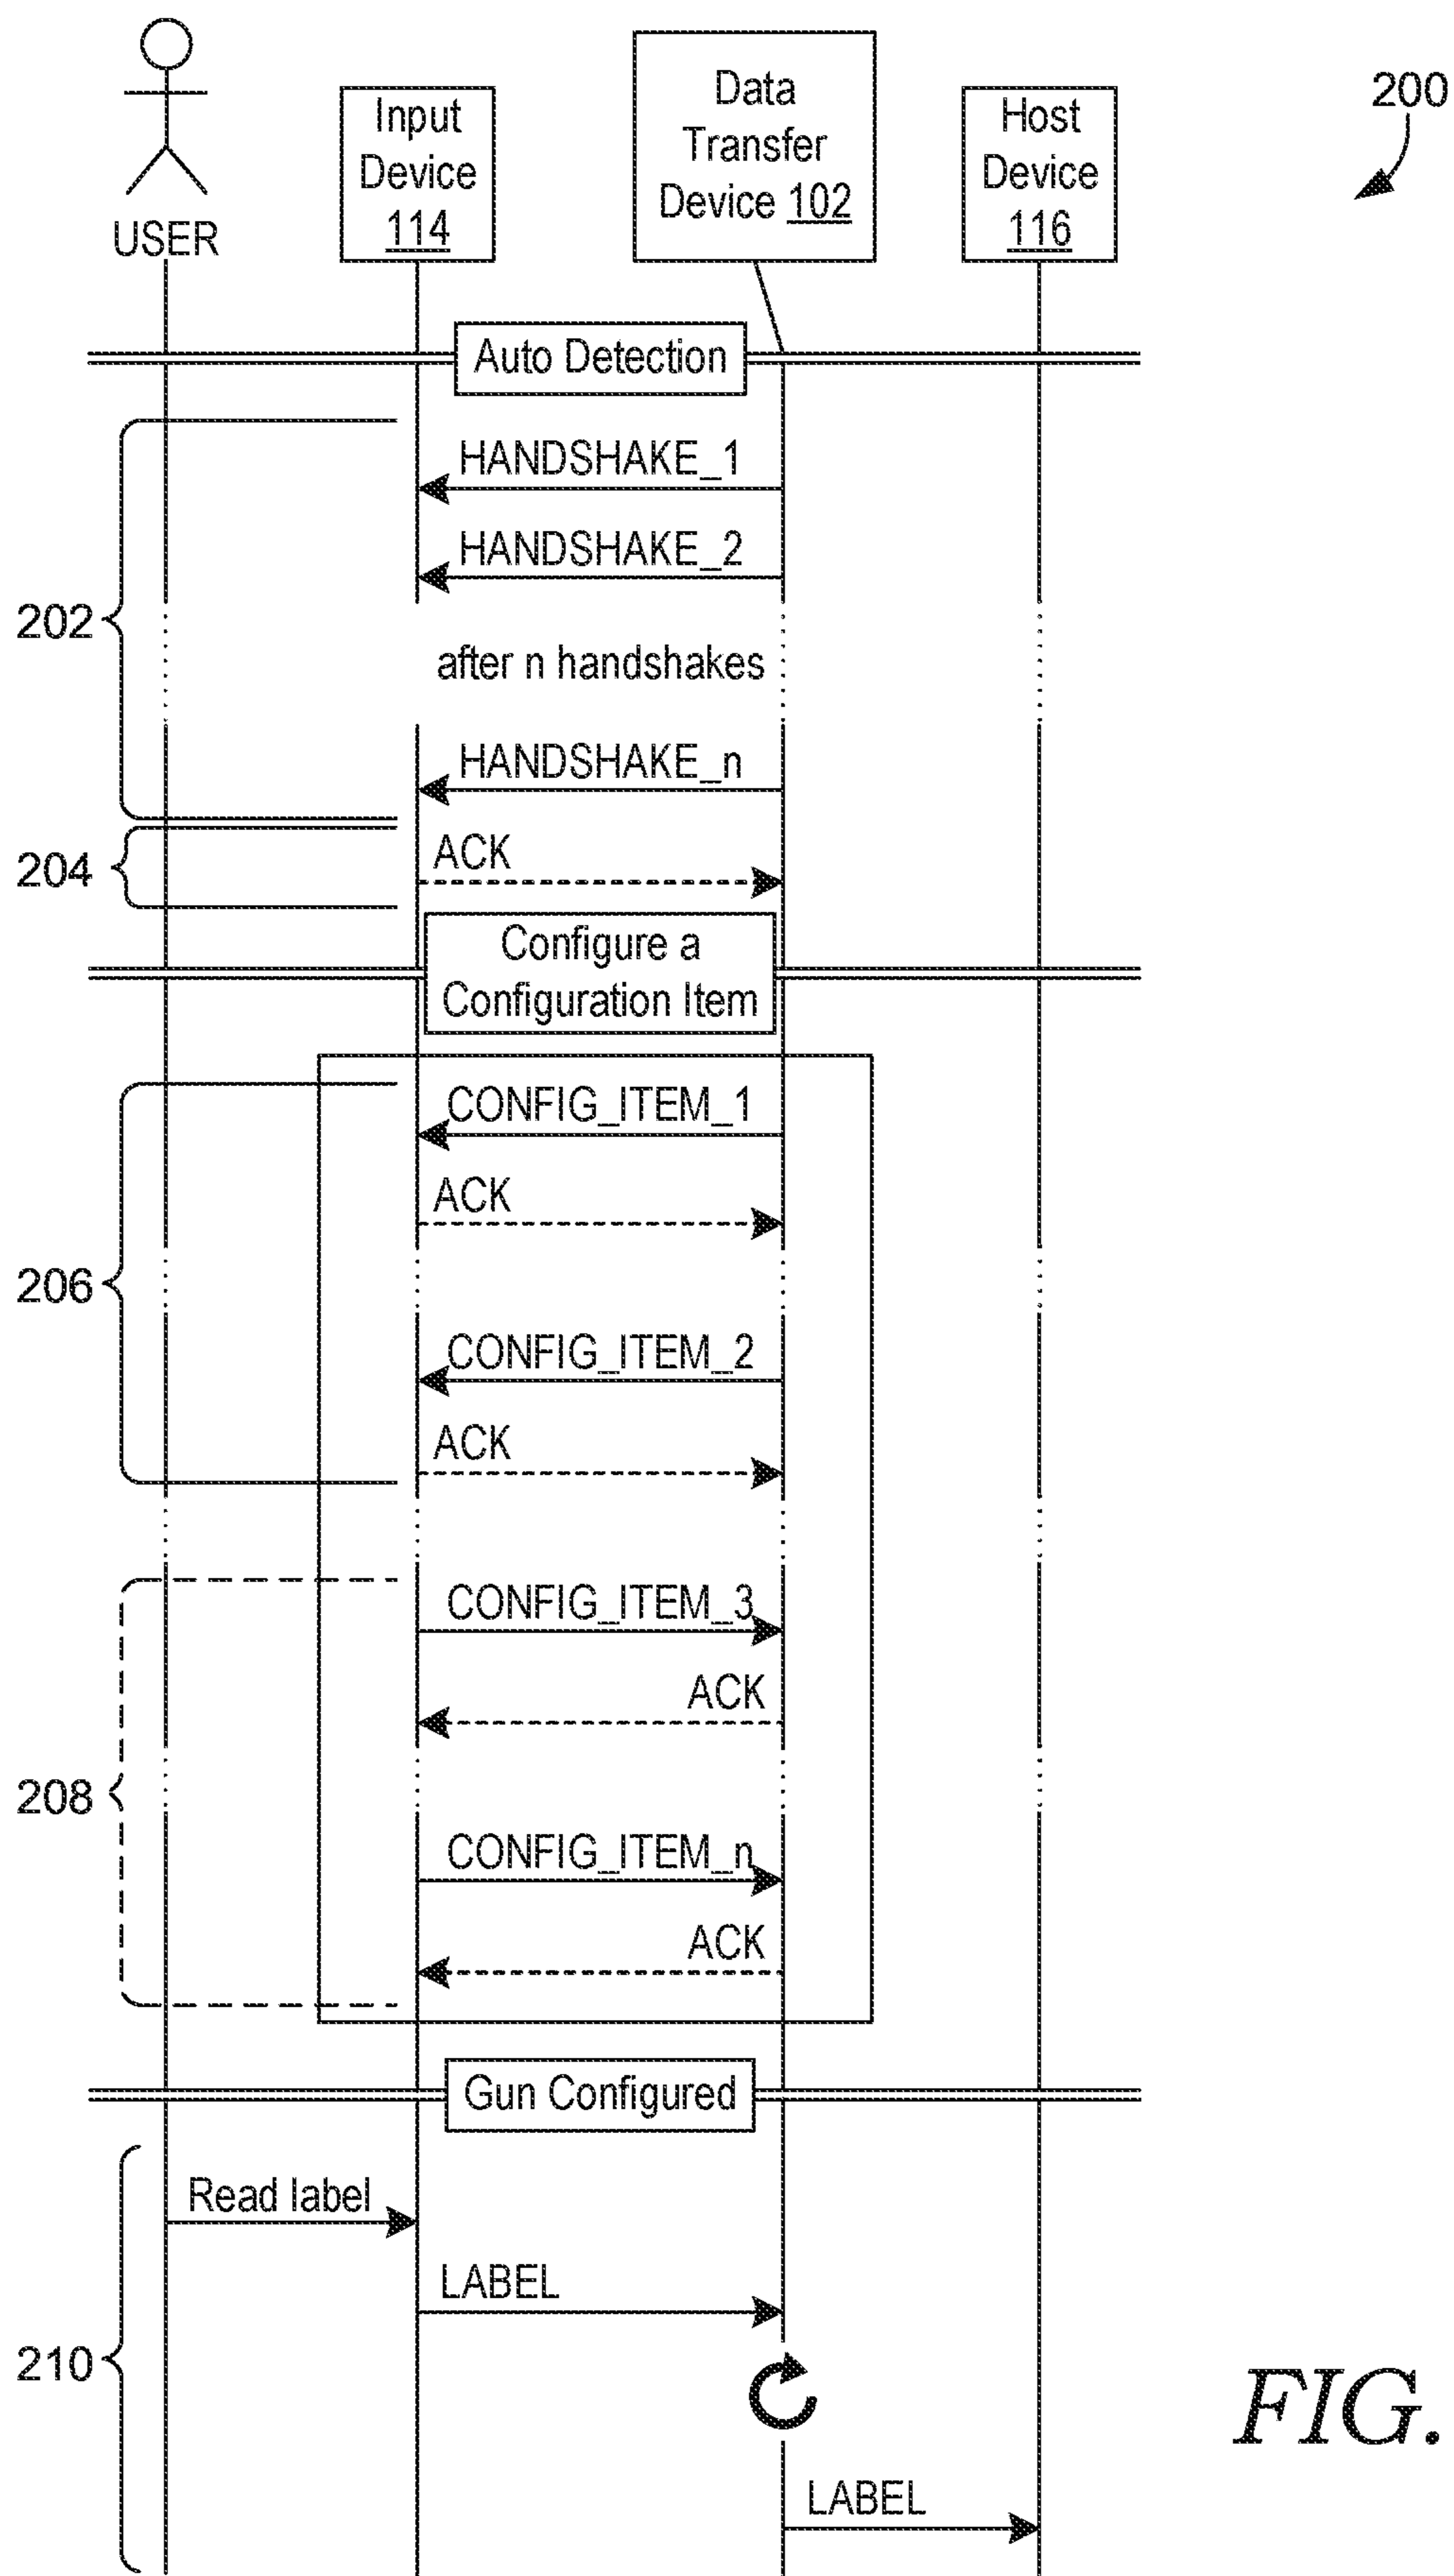 200
USER
Input
Device
114
Data
Transfer
Device 102
Host
Device
116
Auto Detection
202
HANDSHAKE_1
HANDSHAKE_2
after n handshakes
HANDSHAKE_n
204
ACK
Configure a
Configuration Item
206
CONFIG_ITEM_1
ACK
CONFIG_ITEM_2
ACK
208
CONFIG_ITEM_3
ACK
CONFIG_ITEM_n
ACK
Gun Configured
210
Read label
LABEL
LABEL
FIG.